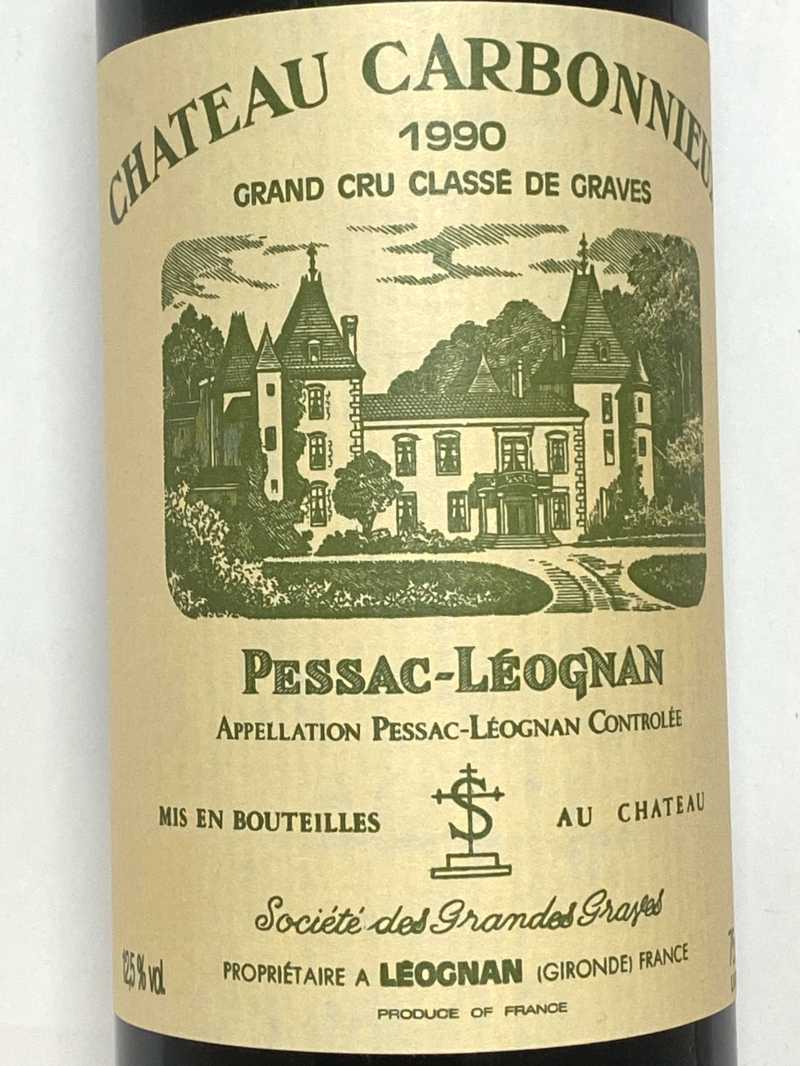 CHATEAU CARBONNIEU
1990
GRAND CRU CLASSÉ DE GRAVES
PESSAC-LÉOGNAN
APPELLATION PESSAC-LÉOGNAN CONTROLÉE
MIS EN BOUTEILLES AU CHATEAU
Société des Grandes Graves
12,5 % vol.
PROPRIÉTAIRE A LÉOGNAN (GIRONDE) FRANCE
PRODUCE OF FRANCE